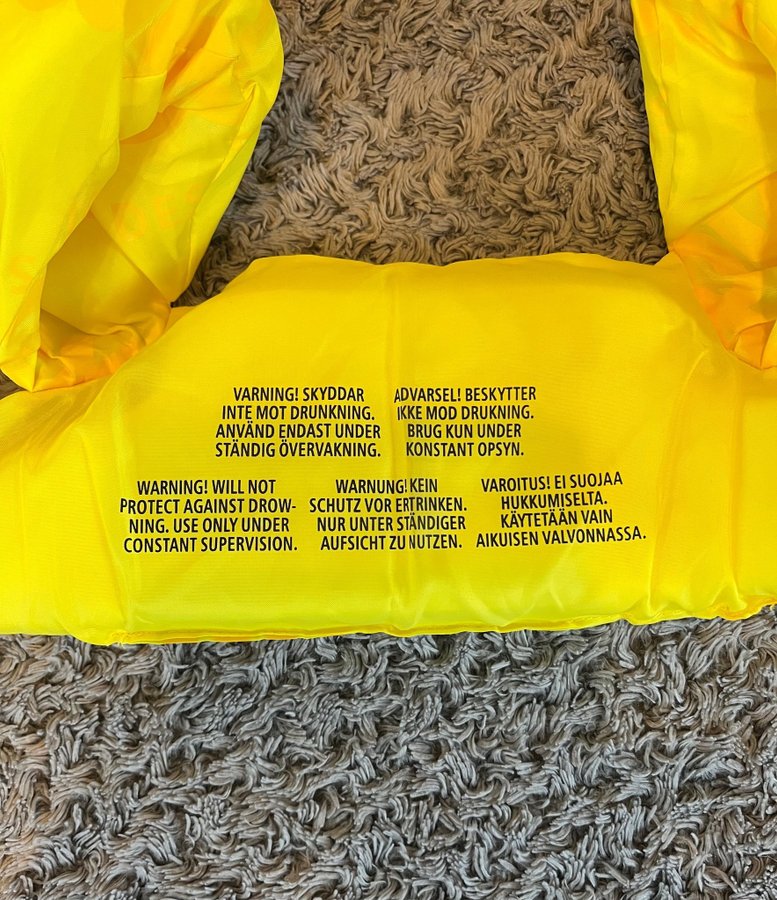 VARNING! SKYDDAR
INTE MOT DRUNKNING.
ANVÄND ENDAST UNDER
STÄNDIG ÖVERVAKNING.
ADVARSEL! BESKYTTER
IKKE MOD DRUKNING.
BRUG KUN UNDER
KONSTANT OPSYN.
WARNING! WILL NOT
PROTECT AGAINST DROW-
NING. USE ONLY UNDER
CONSTANT SUPERVISION.
WARNUNG! KEIN
SCHUTZ VOR ERTRINKEN.
NUR UNTER STÄNDIGER
AUFSICHT ZU NUTZEN.
VAROITUS! EI SUOJAA
HUKKUMISELTA.
KÄYTETÄÄN VAIN
AIKUISEN VALVONNASSA.